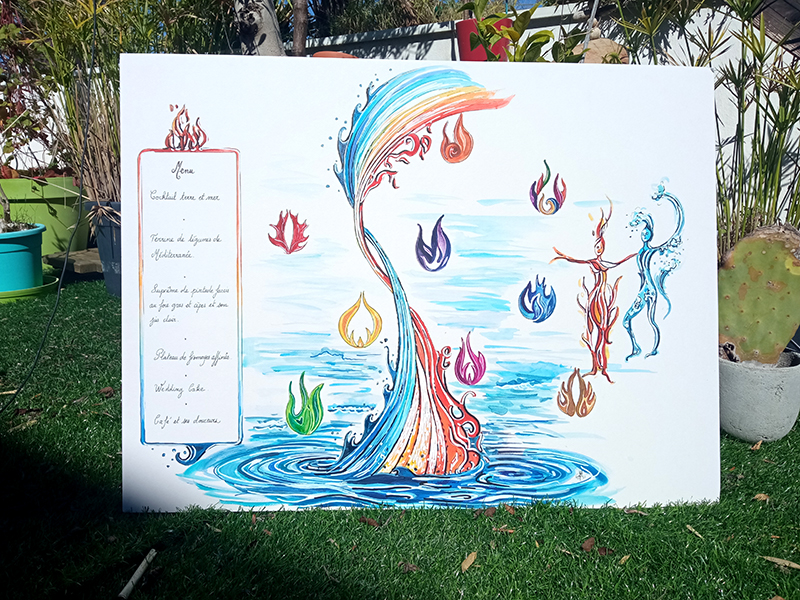 Menu
Cocktail terre et mer
Terrine de légumes de
Méditerranée
Suprême de pintade farcie
au foie gras et cèpes et son
jus clair.
Plateau de fromages affinés
Wedding Cake
Café et ses douceurs